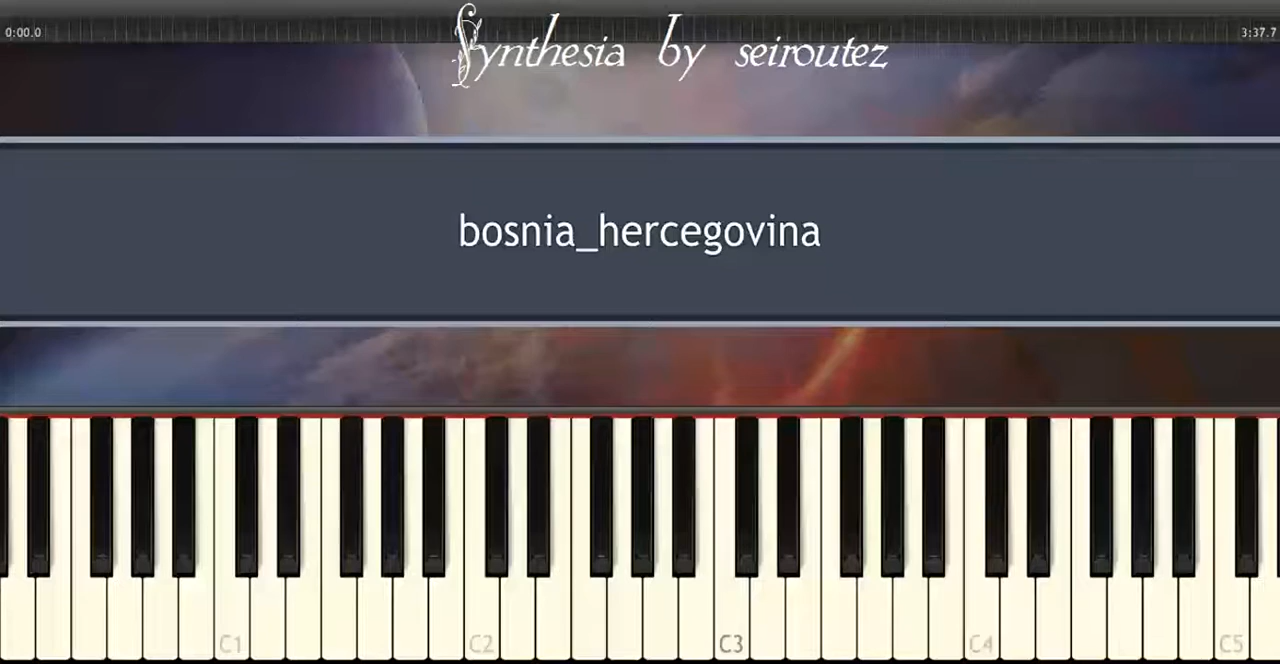 Synthesia by seiroutez
0:00.0
3:37.7
bosnia_hercegovina
C1
C2
C3
C4
C5